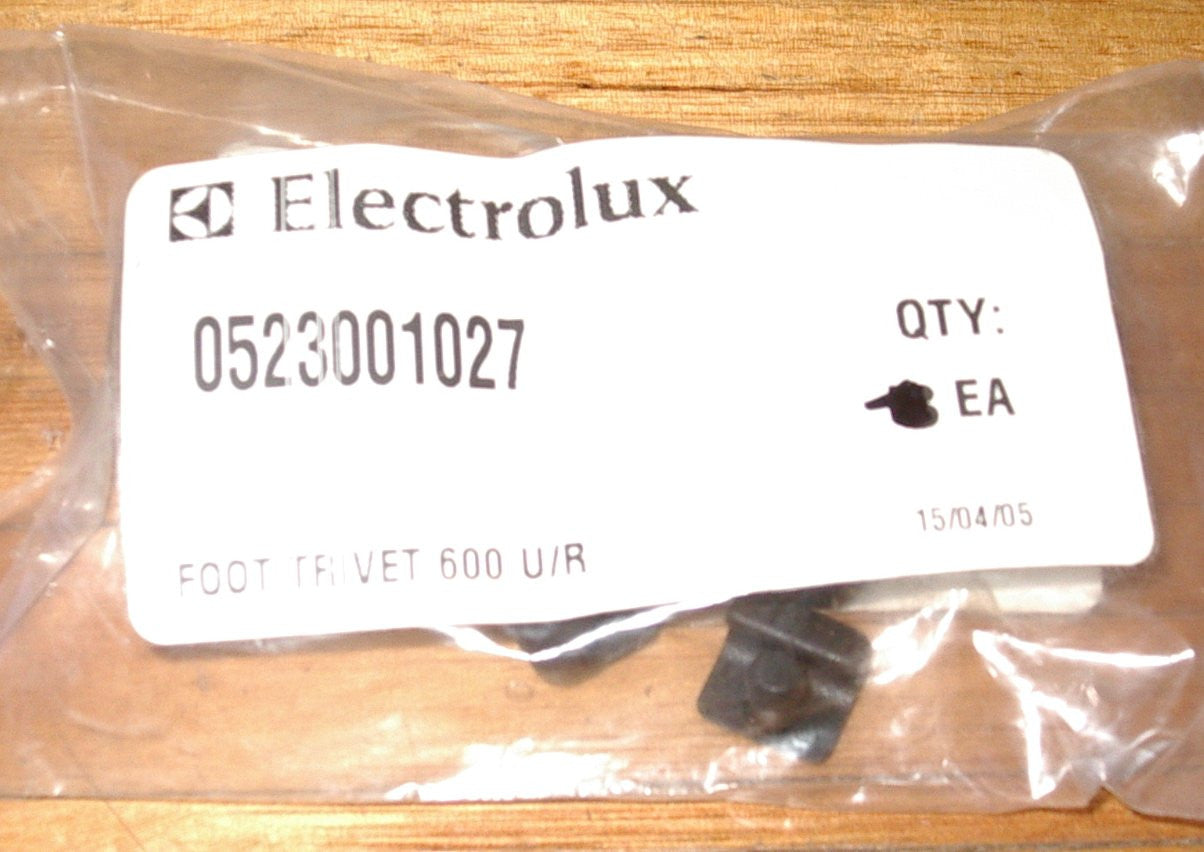 Electrolux
0523001027
QTY:
EA
15/04/05
FOOT TRIVET 600 U/R